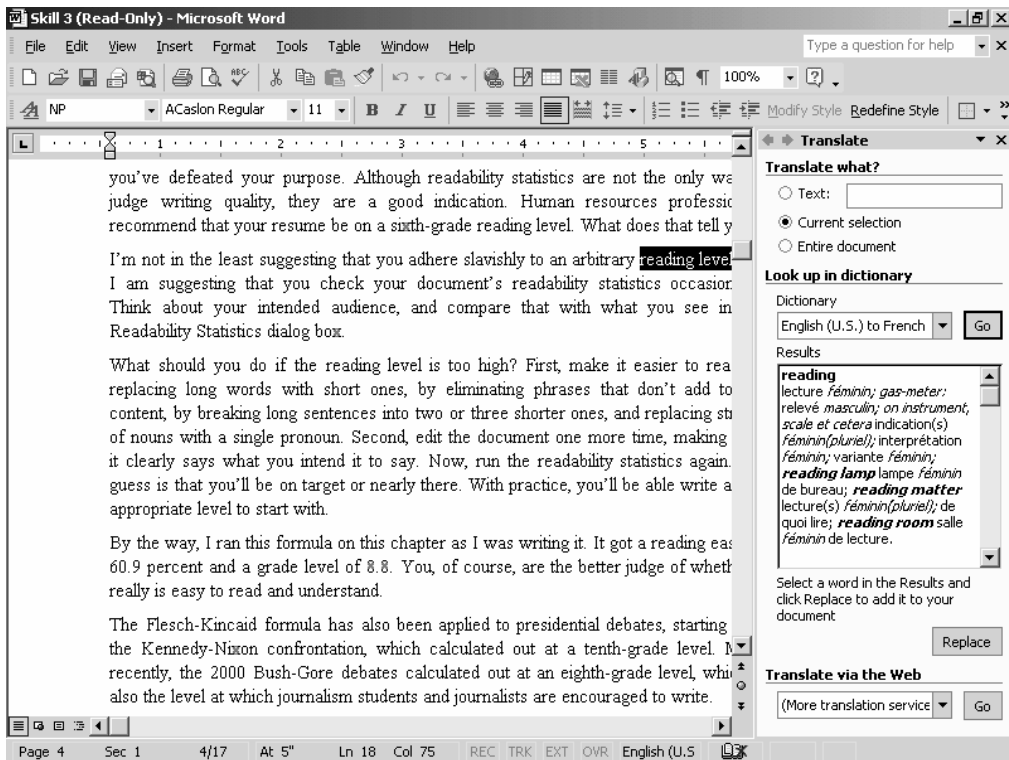 Skill 3 (Read-Only) - Microsoft Word
File Edit View Insert Format Tools Table Window Help
Type a question for help
ABC
100%
NP ACaslon Regular 11 B I U Modify Style Redefine Style
1 2 3 4 5
you've defeated your purpose. Although readability statistics are not the only wa
judge writing quality, they are a good indication. Human resources professio
recommend that your resume be on a sixth-grade reading level. What does that tell y
I'm not in the least suggesting that you adhere slavishly to an arbitrary reading level
I am suggesting that you check your document's readability statistics occasion
Think about your intended audience, and compare that with what you see in
Readability Statistics dialog box.
What should you do if the reading level is too high? First, make it easier to rea
replacing long words with short ones, by eliminating phrases that don't add to
content, by breaking long sentences into two or three shorter ones, and replacing str
of nouns with a single pronoun. Second, edit the document one more time, making
it clearly says what you intend it to say. Now, run the readability statistics again.
guess is that you'll be on target or nearly there. With practice, you'll be able write a
appropriate level to start with.
By the way, I ran this formula on this chapter as I was writing it. It got a reading eas
60.9 percent and a grade level of 8.8. You, of course, are the better judge of wheth
really is easy to read and understand.
The Flesch-Kincaid formula has also been applied to presidential debates, starting
the Kennedy-Nixon confrontation, which calculated out at a tenth-grade level. M
recently, the 2000 Bush-Gore debates calculated out at an eighth-grade level, whic
also the level at which journalism students and journalists are encouraged to write.
Translate
Translate what?
Text:
Current selection
Entire document
Look up in dictionary
Dictionary
English (U.S.) to French Go
Results
reading
lecture féminin; gas-meter:
relevé masculin; on instrument,
scale et cetera indication(s)
féminin(pluriel); interprétation
féminin; variante féminin;
reading lamp lampe féminin
de bureau; reading matter
lecture(s) féminin(pluriel); de
quoi lire; reading room salle
féminin de lecture.
Select a word in the Results and
click Replace to add it to your
document
Replace
Translate via the Web
(More translation service Go
Page 4 Sec 1 4/17 At 5" Ln 18 Col 75 REC TRK EXT OVR English (U.S